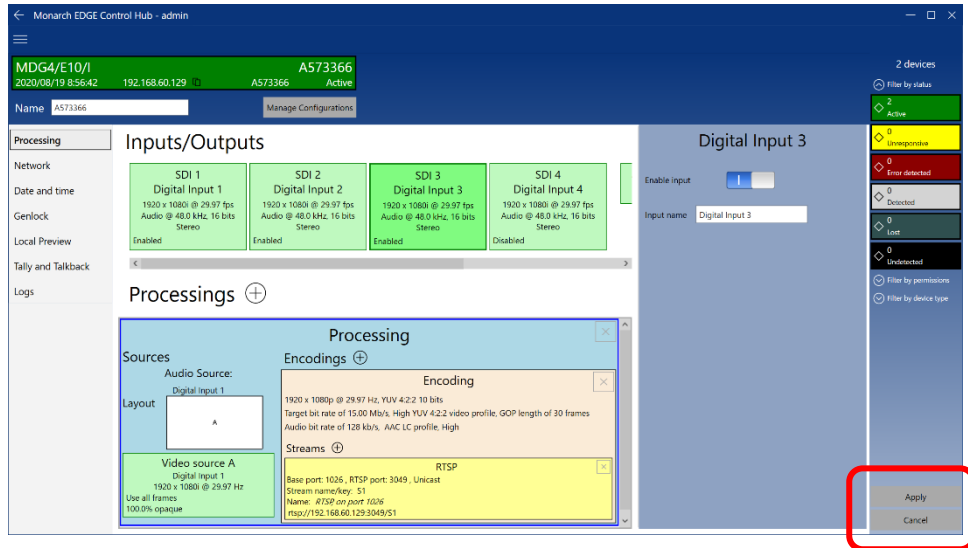 Monarch EDGE Control Hub - admin
MDG4/E10/I
A573366
2020/08/19 8:56:42
192.168.60.129
A573366
Active
Name
A573366
Manage Configurations
Processing
Network
Date and time
Genlock
Local Preview
Tally and Talkback
Logs
Inputs/Outputs
SDI 1
Digital Input 1
1920 x 1080i @ 29.97 fps
Audio @ 48.0 kHz, 16 bits
Stereo
Enabled
SDI 2
Digital Input 2
1920 x 1080i @ 29.97 fps
Audio @ 48.0 kHz, 16 bits
Stereo
Enabled
SDI 3
Digital Input 3
1920 x 1080i @ 29.97 fps
Audio @ 48.0 kHz, 16 bits
Stereo
Enabled
SDI 4
Digital Input 4
1920 x 1080i @ 29.97 fps
Audio @ 48.0 kHz, 16 bits
Stereo
Disabled
Processings
Processing
Sources
Audio Source:
Digital Input 1
Layout
A
Video source A
Digital Input 1
1920 x 1080i @ 29.97 Hz
Use all frames
100.0% opaque
Encodings
Encoding
1920 x 1080p @ 29.97 Hz, YUV 4:2:2 10 bits
Target bit rate of 15.00 Mb/s, High YUV 4:2:2 video profile, GOP length of 30 frames
Audio bit rate of 128 kb/s, AAC LC profile, High
Streams
RTSP
Base port: 1026 , RTSP port: 3049 , Unicast
Stream name/key: S1
Name: RTSP on port 1026
rtsp://192.168.60.129:3049/S1
Digital Input 3
Enable input
Input name
Digital Input 3
2 devices
Filter by status
2
Active
0
Unresponsive
0
Error detected
0
Detected
0
Lost
0
Undetected
Filter by permissions
Filter by device type
Apply
Cancel